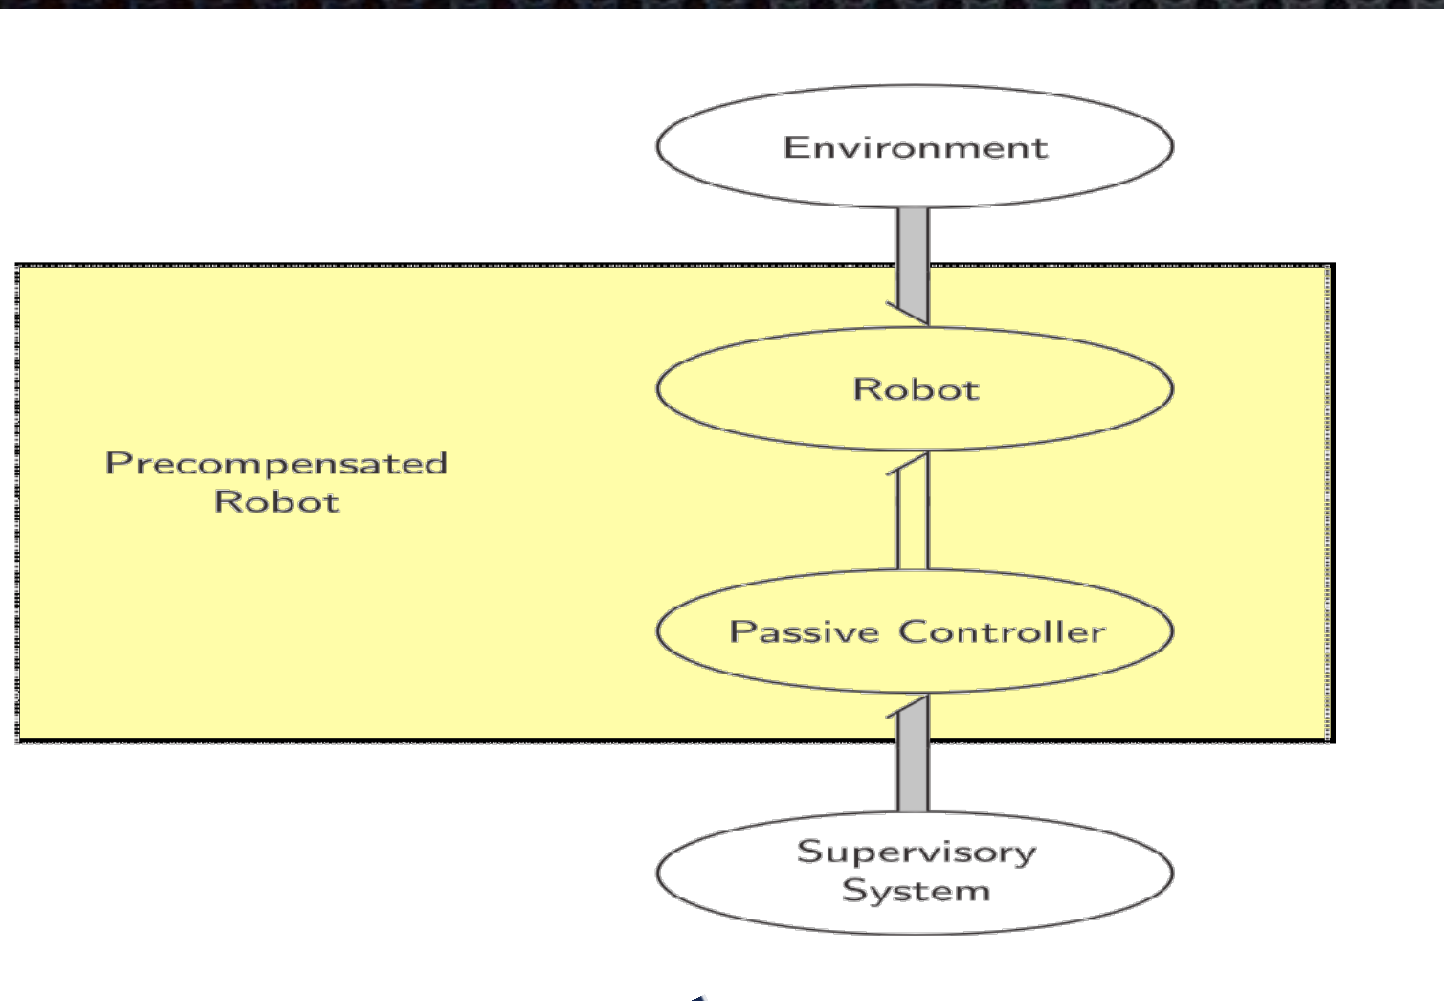 Environment
Robot
Precompensated
Robot
Passive Controller
Supervisory
System